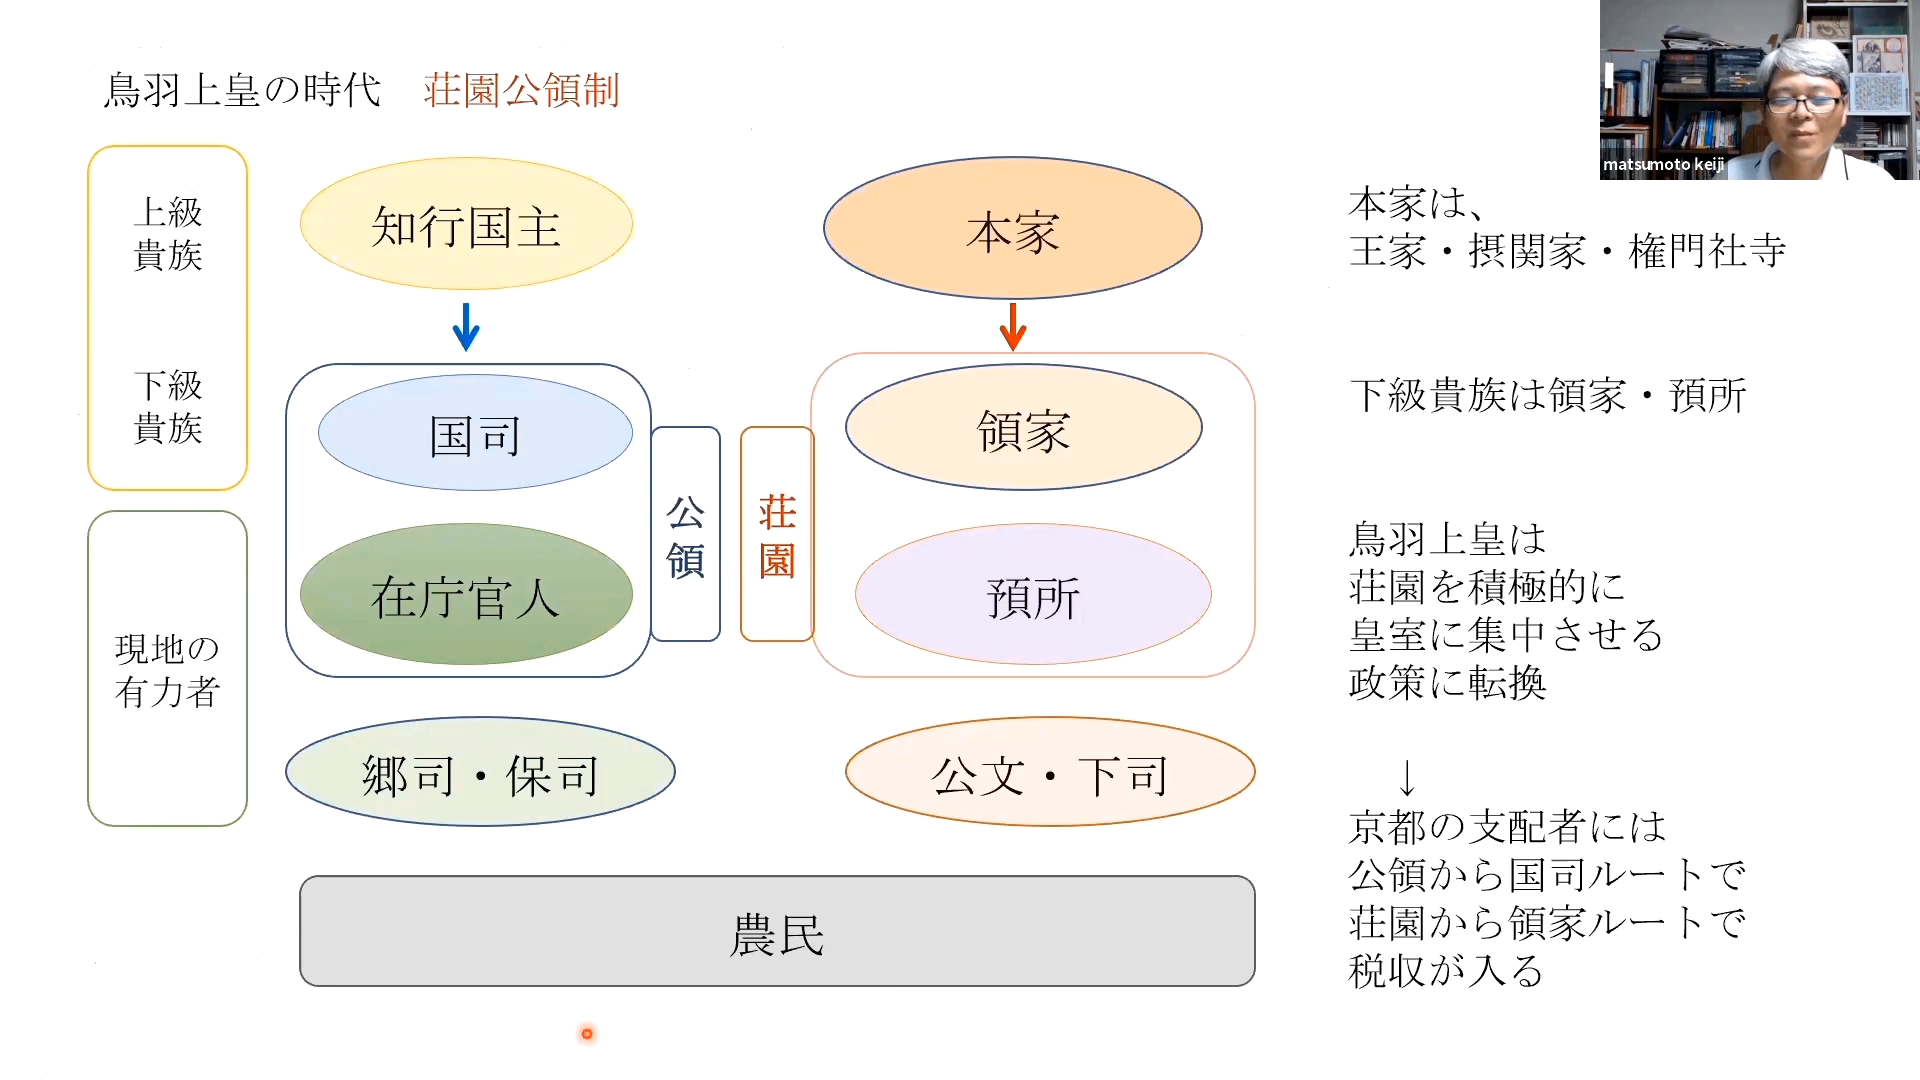 鳥羽上皇の時代　荘園公領制
matsumoto keiji
上級
貴族
下級
貴族
現地の
有力者
知行国主
国司
在庁官人
郷司・保司
公
領
荘
園
本家
領家
預所
公文・下司
農民
本家は、
王家・摂関家・権門社寺
下級貴族は領家・預所
鳥羽上皇は
荘園を積極的に
皇室に集中させる
政策に転換
↓
京都の支配者には
公領から国司ルートで
荘園から領家ルートで
税収が入る